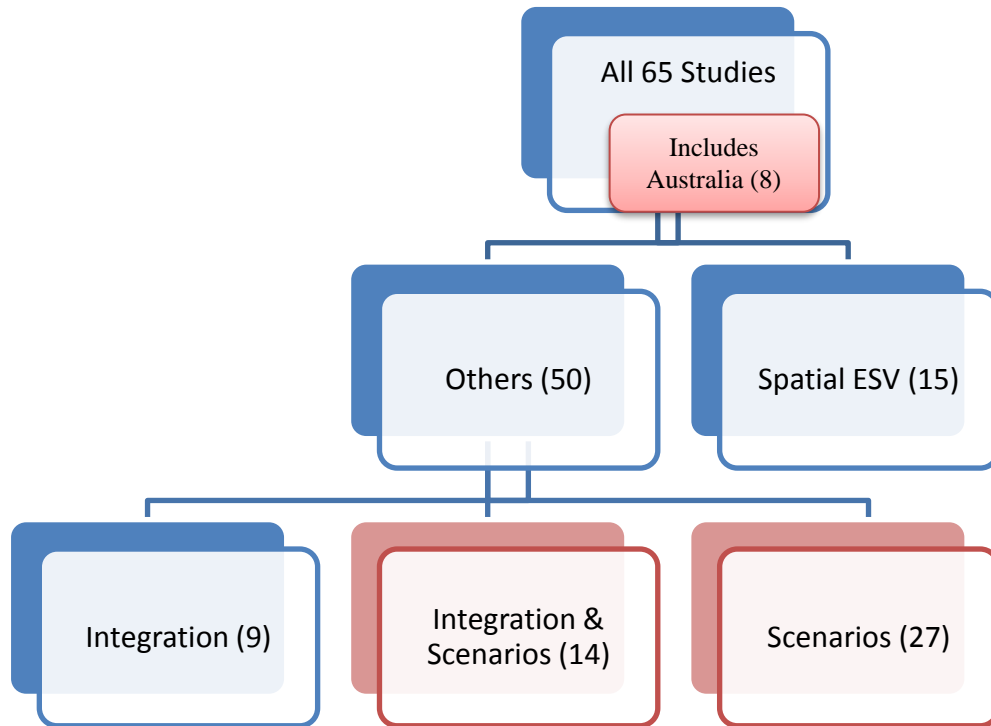 All 65 Studies
Includes
Australia (8)
Others (50)
Spatial ESV (15)
Integration (9)
Integration &
Scenarios (14)
Scenarios (27)